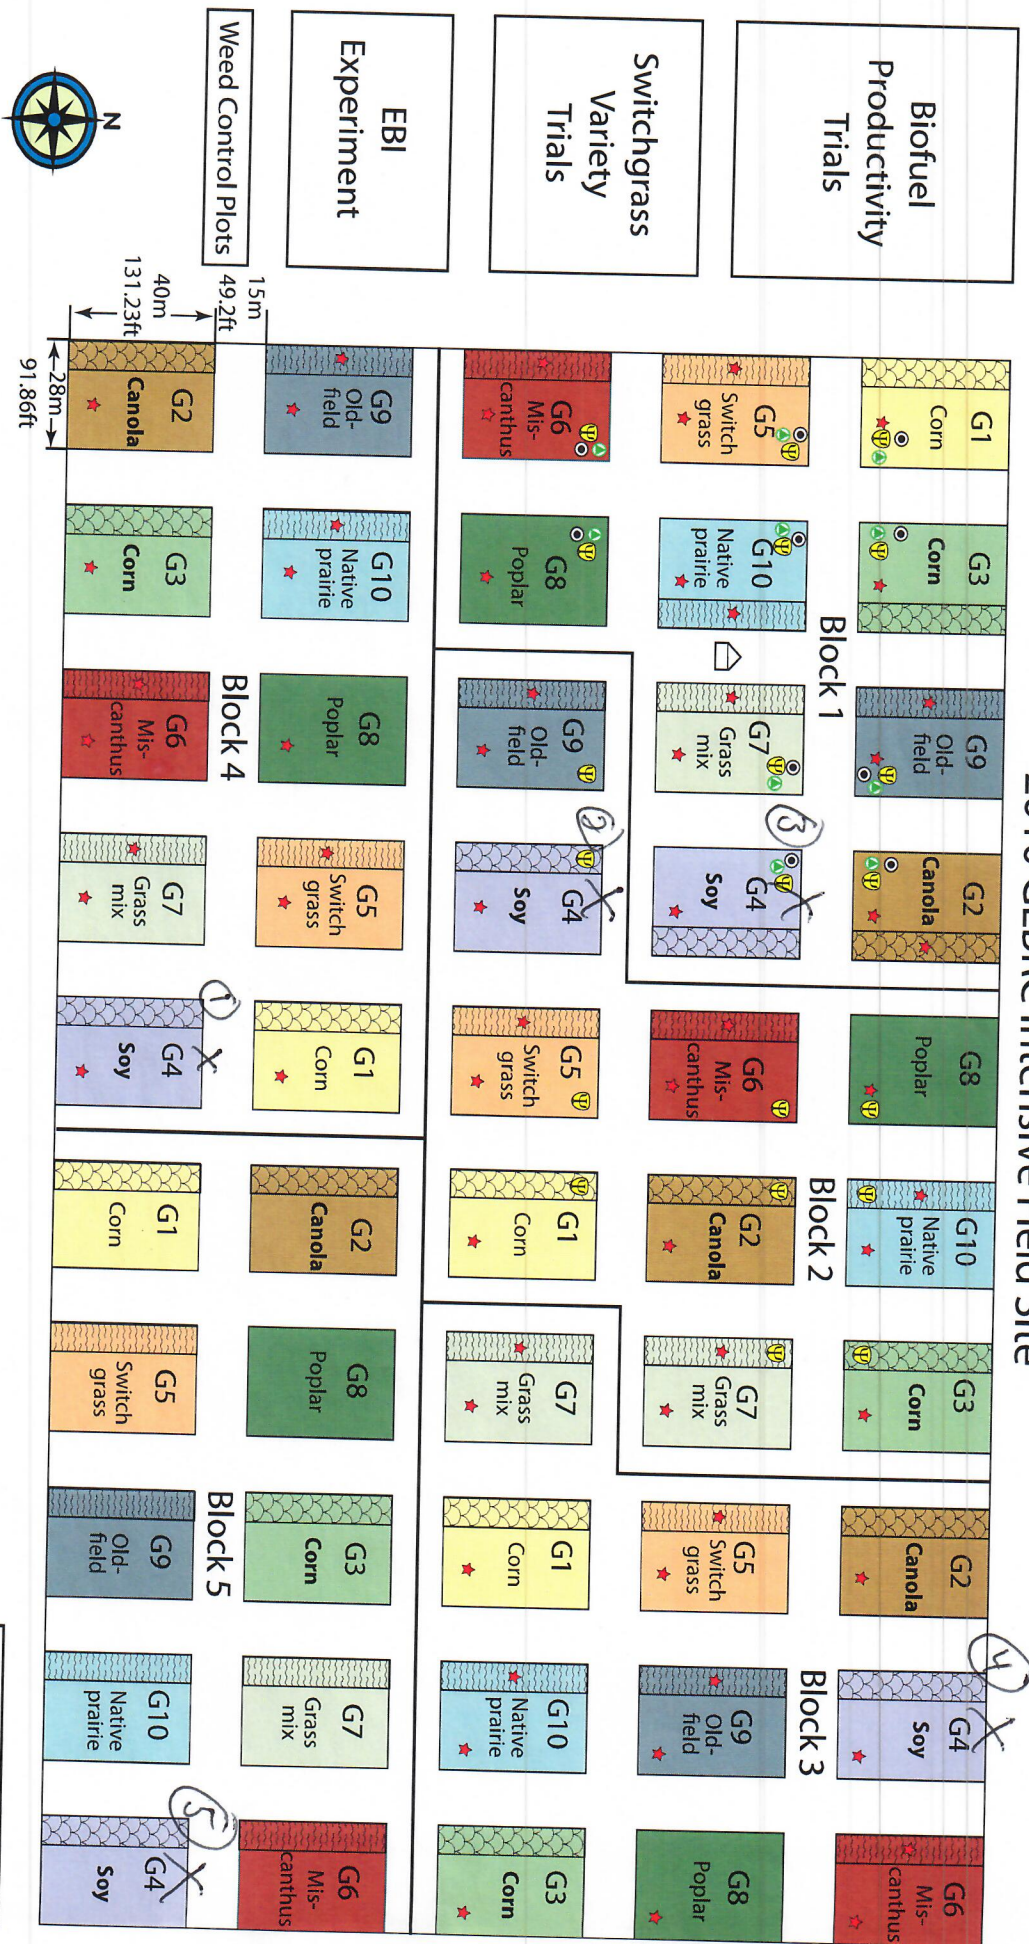 GLBRC Intensive Field Site
Biofuel
Productivity
Trials
Switchgrass
Variety
Trials
EBI
Experiment
Weed Control Plots
N
15m
49.2ft
40m
131.23ft
28m
91.86ft
G1
Corn
G3
Corn
G9
Old-
field
G2
Canola
G8
Poplar
G10
Native
prairie
G3
Corn
G2
Canola
4
G4
Soy
X
G6
Mis-
canthus
Block 1
Block 2
Block 3
G5
Switch
grass
G10
Native
prairie
G7
Grass
mix
3
G4
Soy
X
G6
Mis-
canthus
G2
Canola
G7
Grass
mix
G5
Switch
grass
G9
Old-
field
G8
Poplar
G6
Mis-
canthus
G8
Poplar
G9
Old-
field
2
G4
Soy
X
G5
Switch
grass
G1
Corn
G7
Grass
mix
G1
Corn
G10
Native
prairie
G3
Corn
G9
Old-
field
G10
Native
prairie
G8
Poplar
G5
Switch
grass
G1
Corn
G2
Canola
G8
Poplar
G3
Corn
G7
Grass
mix
G6
Mis-
canthus
Block 4
Block 5
G2
Canola
G3
Corn
G6
Mis-
canthus
G7
Grass
mix
1
G4
Soy
X
G1
Corn
G5
Switch
grass
G9
Old-
field
G10
Native
prairie
5
G4
Soy
X